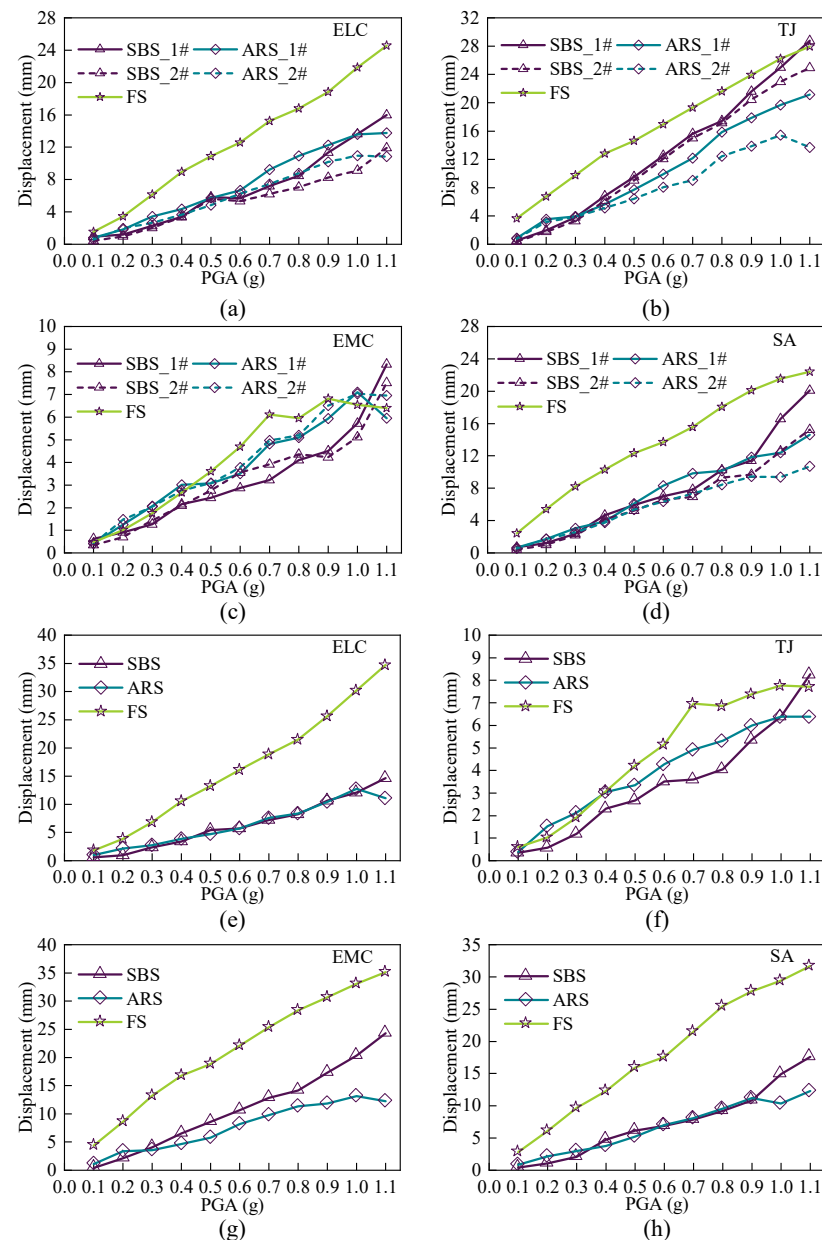 ELC
SBS_1# ARS_1#
SBS_2# ARS_2#
FS
Displacement (mm)
28
24
20
16
12
8
4
0
0.0 0.1 0.2 0.3 0.4 0.5 0.6 0.7 0.8 0.9 1.0 1.1
PGA (g)
(a)
TJ
SBS_1# ARS_1#
SBS_2# ARS_2#
FS
Displacement (mm)
32
28
24
20
16
12
8
4
0
0.0 0.1 0.2 0.3 0.4 0.5 0.6 0.7 0.8 0.9 1.0 1.1
PGA (g)
(b)
EMC
SBS_1# ARS_1#
SBS_2# ARS_2#
FS
Displacement (mm)
10
9
8
7
6
5
4
3
2
1
0
0.0 0.1 0.2 0.3 0.4 0.5 0.6 0.7 0.8 0.9 1.0 1.1
PGA (g)
(c)
SA
SBS_1# ARS_1#
SBS_2# ARS_2#
FS
Displacement (mm)
28
24
20
16
12
8
4
0
0.0 0.1 0.2 0.3 0.4 0.5 0.6 0.7 0.8 0.9 1.0 1.1
PGA (g)
(d)
ELC
SBS
ARS
FS
Displacement (mm)
40
35
30
25
20
15
10
5
0
0.0 0.1 0.2 0.3 0.4 0.5 0.6 0.7 0.8 0.9 1.0 1.1
PGA (g)
(e)
TJ
SBS
ARS
FS
Displacement (mm)
10
9
8
7
6
5
4
3
2
1
0
0.0 0.1 0.2 0.3 0.4 0.5 0.6 0.7 0.8 0.9 1.0 1.1
PGA (g)
(f)
EMC
SBS
ARS
FS
Displacement (mm)
40
35
30
25
20
15
10
5
0
0.0 0.1 0.2 0.3 0.4 0.5 0.6 0.7 0.8 0.9 1.0 1.1
PGA (g)
(g)
SA
SBS
ARS
FS
Displacement (mm)
35
30
25
20
15
10
5
0
0.0 0.1 0.2 0.3 0.4 0.5 0.6 0.7 0.8 0.9 1.0 1.1
PGA (g)
(h)